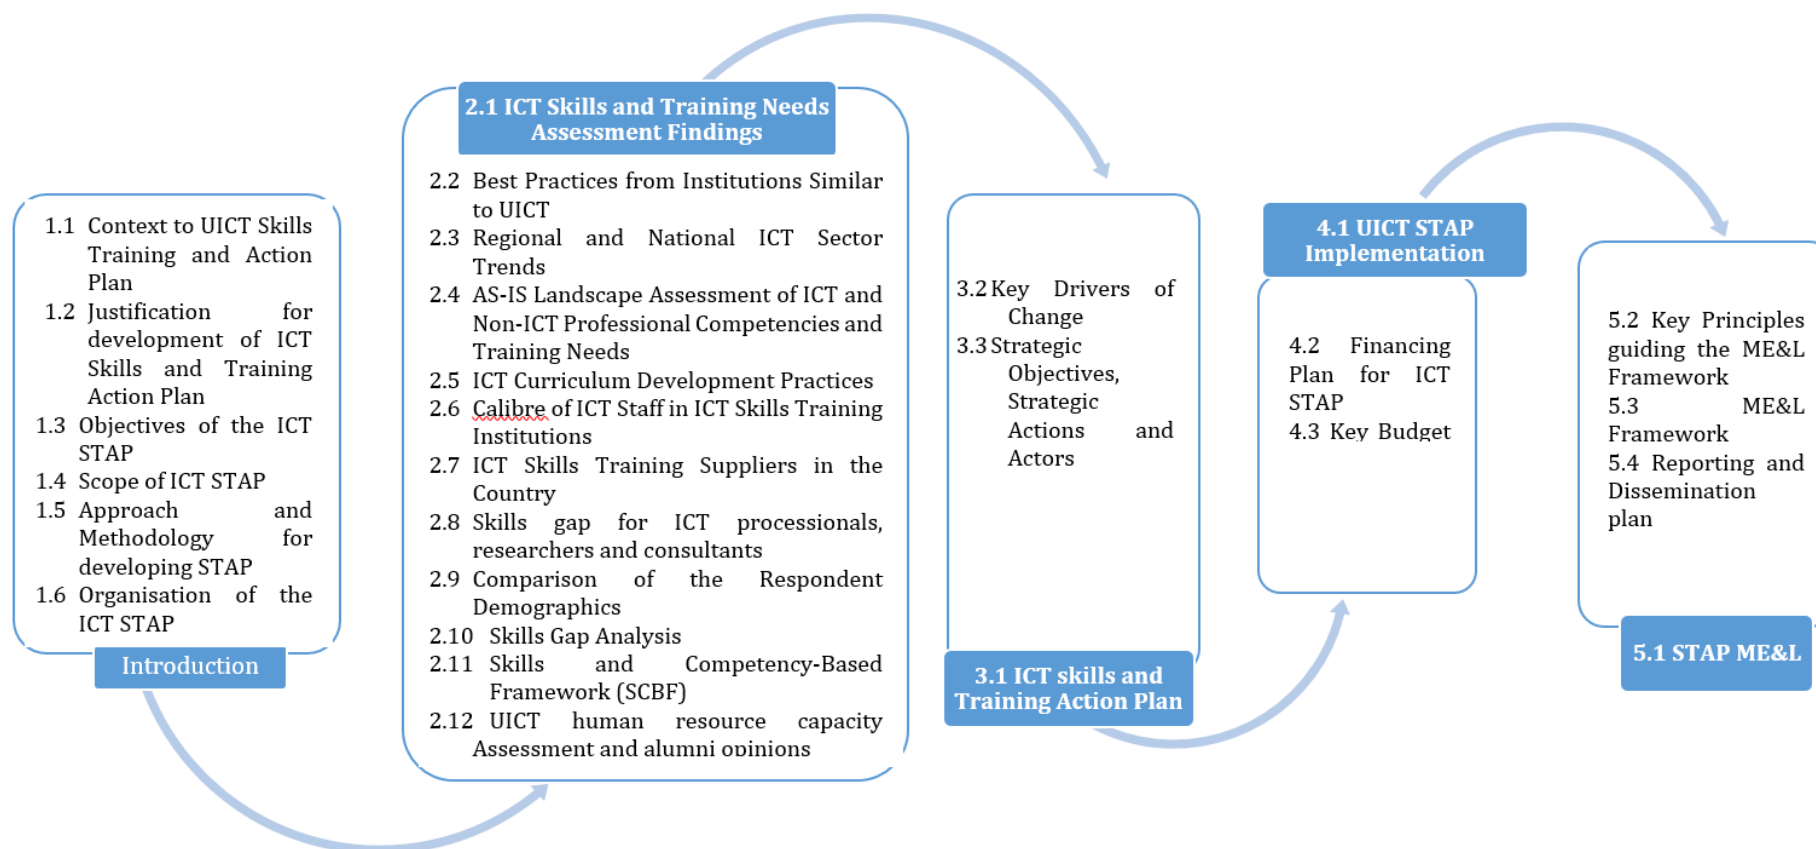 1.1 Context to UICT Skills
Training and Action
Plan
1.2 Justification for
development of ICT
Skills and Training
Action Plan
1.3 Objectives of the ICT
STAP
1.4 Scope of ICT STAP
1.5 Approach and
Methodology for
developing STAP
1.6 Organisation of the
ICT STAP
Introduction
2.1 ICT Skills and Training Needs
Assessment Findings
2.2 Best Practices from Institutions Similar
to UICT
2.3 Regional and National ICT Sector
Trends
2.4 AS-IS Landscape Assessment of ICT and
Non-ICT Professional Competencies and
Training Needs
2.5 ICT Curriculum Development Practices
2.6 Calibre of ICT Staff in ICT Skills Training
Institutions
2.7 ICT Skills Training Suppliers in the
Country
2.8 Skills gap for ICT processionals,
researchers and consultants
2.9 Comparison of the Respondent
Demographics
2.10 Skills Gap Analysis
2.11 Skills and Competency-Based
Framework (SCBF)
2.12 UICT human resource capacity
Assessment and alumni opinions
3.2 Key Drivers of
Change
3.3 Strategic
Objectives,
Strategic
Actions and
Actors
3.1 ICT skills and
Training Action Plan
4.1 UICT STAP
Implementation
4.2 Financing
Plan for ICT
STAP
4.3 Key Budget
5.2 Key Principles
guiding the ME&L
Framework
5.3 ME&L
Framework
5.4 Reporting and
Dissemination
plan
5.1 STAP ME&L